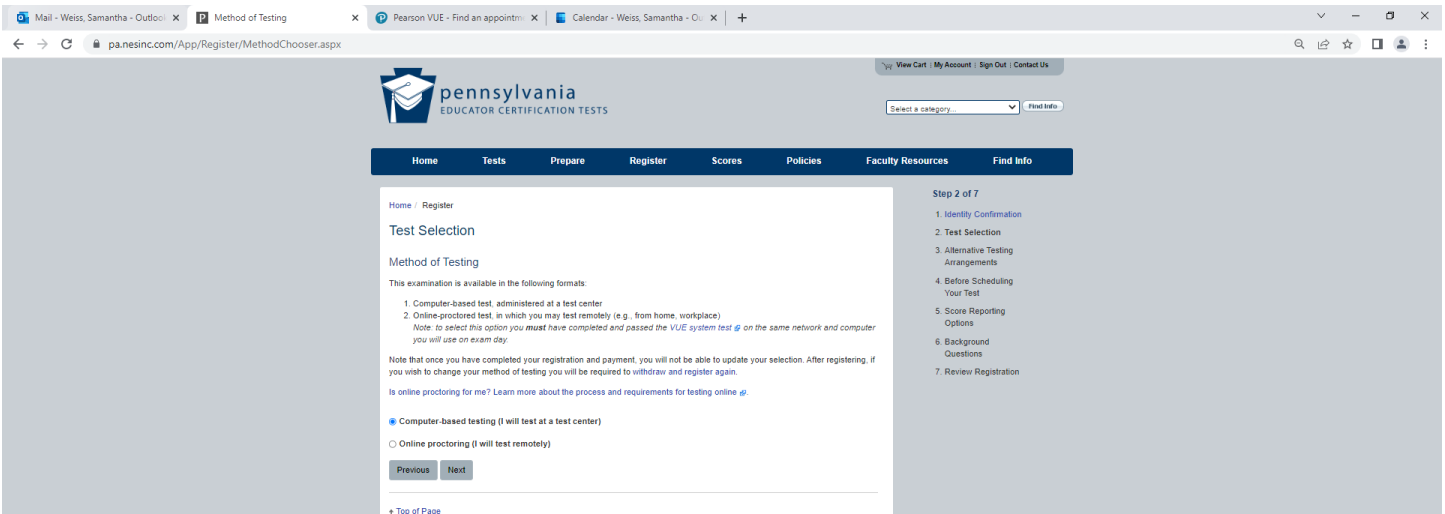 Mail - Weiss, Samantha - Outlool
Method of Testing
Pearson VUE - Find an appointm
Calendar - Weiss, Samantha - Ou
pa.nesinc.com/App/Register/MethodChooser.aspx
View Cart | My Account | Sign Out | Contact Us
pennsylvania
EDUCATOR CERTIFICATION TESTS
Select a category...
Find Info
Home Tests Prepare Register Scores Policies Faculty Resources Find Info
Home / Register
Test Selection
Method of Testing
This examination is available in the following formats:
1. Computer-based test, administered at a test center
2. Online-proctored test, in which you may test remotely (e.g., from home, workplace)
Note: to select this option you must have completed and passed the VUE system test on the same network and computer
you will use on exam day.
Note that once you have completed your registration and payment, you will not be able to update your selection. After registering, if
you wish to change your method of testing you will be required to withdraw and register again.
Is online proctoring for me? Learn more about the process and requirements for testing online.
Computer-based testing (I will test at a test center)
Online proctoring (I will test remotely)
Previous Next
Top of Page
Step 2 of 7
1. Identity Confirmation
2. Test Selection
3. Alternative Testing
Arrangements
4. Before Scheduling
Your Test
5. Score Reporting
Options
6. Background
Questions
7. Review Registration